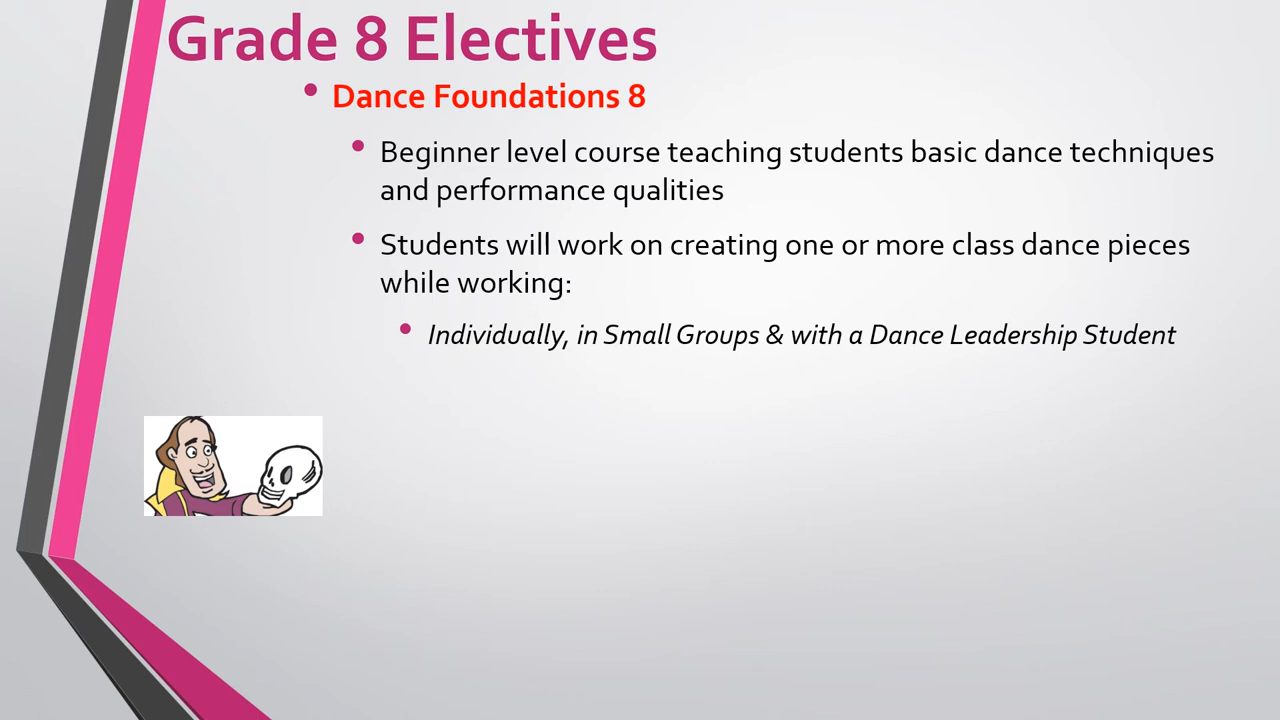 Grade 8 Electives
• Dance Foundations 8
• Beginner level course teaching students basic dance techniques
and performance qualities
• Students will work on creating one or more class dance pieces
while working:
• Individually, in Small Groups & with a Dance Leadership Student